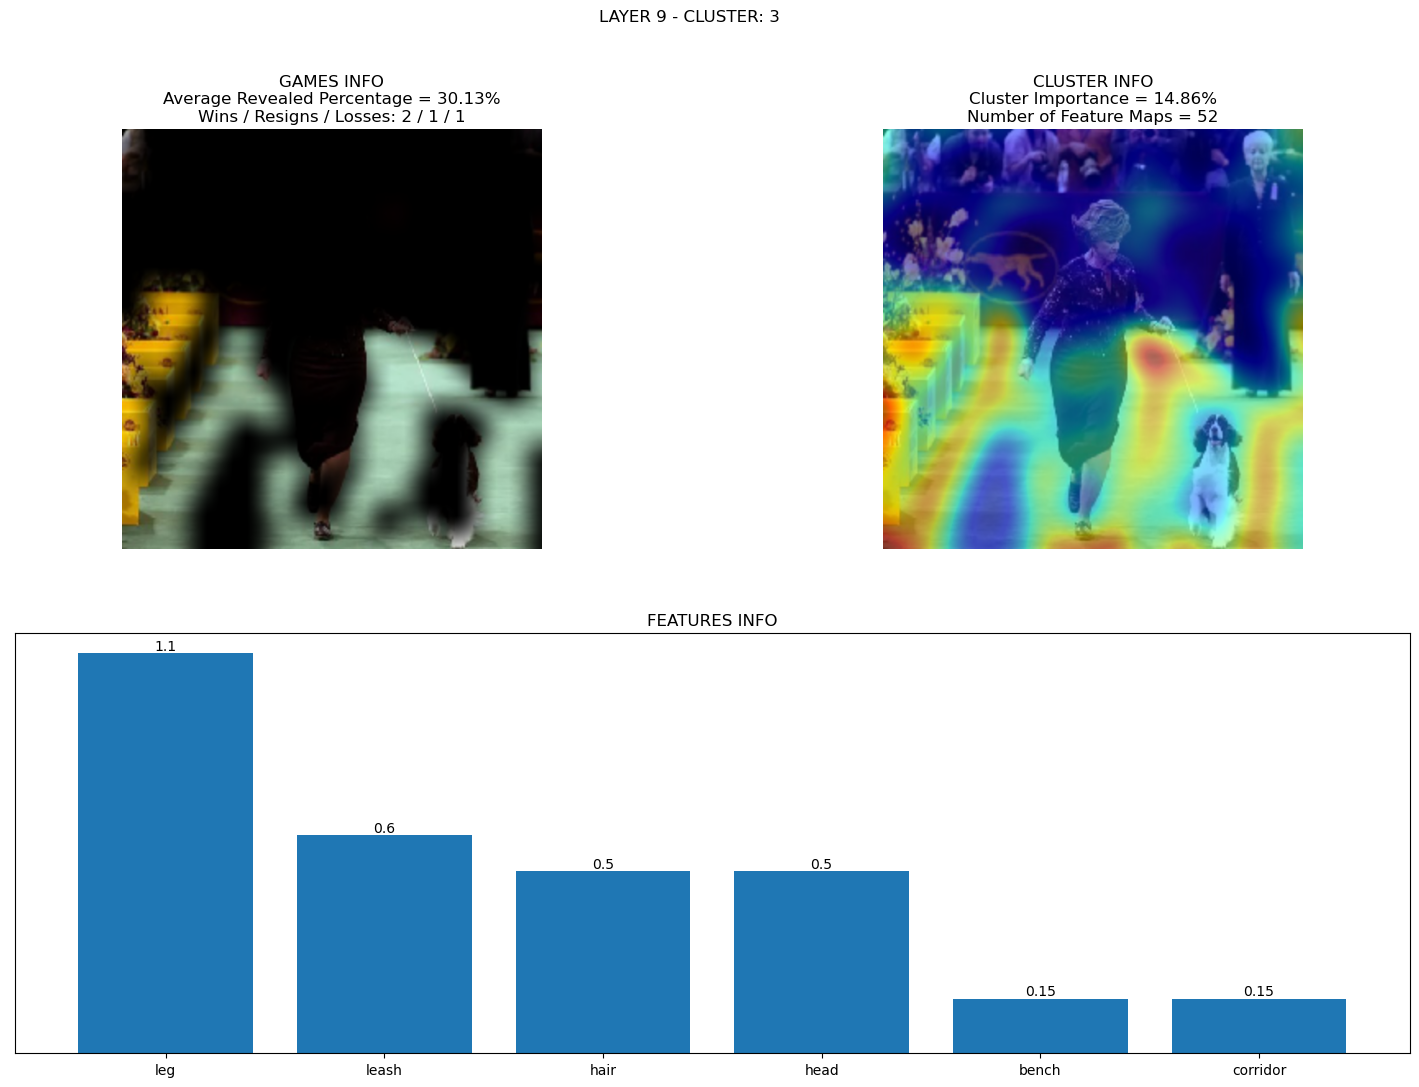 LAYER 9 - CLUSTER: 3
GAMES INFO
Average Revealed Percentage = 30.13%
Wins / Resigns / Losses: 2 / 1 / 1
CLUSTER INFO
Cluster Importance = 14.86%
Number of Feature Maps = 52
FEATURES INFO
1.1
0.6
0.5
0.5
0.15
0.15
leg
leash
hair
head
bench
corridor